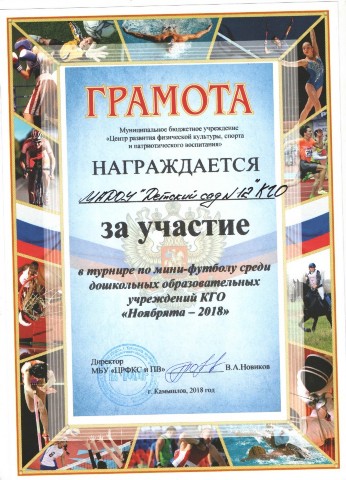 ГРАМОТА
Муниципальное бюджетное учреждение
«Центр развития физической культуры, спорта
и патриотического воспитания»
НАГРАЖДАЕТСЯ
МКДОУ "Детский сад № 12" КГО
за участие
в турнире по мини-футболу среди
дошкольных образовательных
учреждений КГО
«Ноябрята – 2018»
Директор
МБУ «ЦРФКС и ПВ»
В.А.Новиков
г. Камышлов, 2018 год